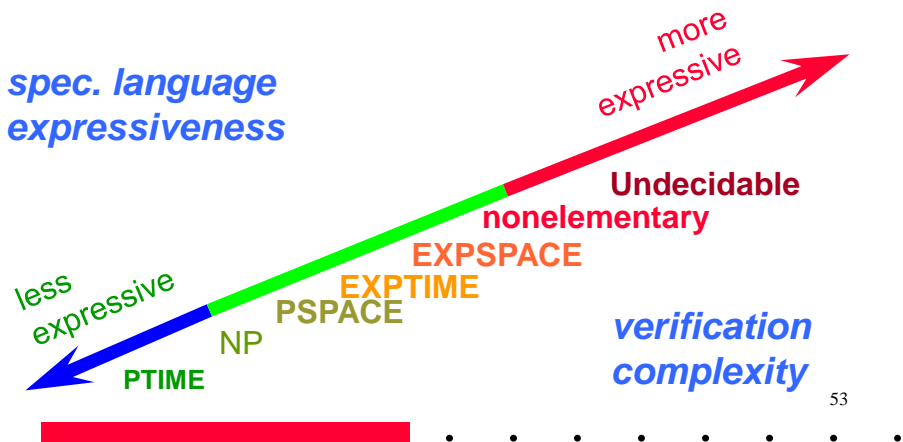 more
expressive
spec. language
expressiveness
Undecidable
nonelementary
EXPSPACE
EXPTIME
PSPACE
NP
PTIME
less
expressive
verification
complexity
53